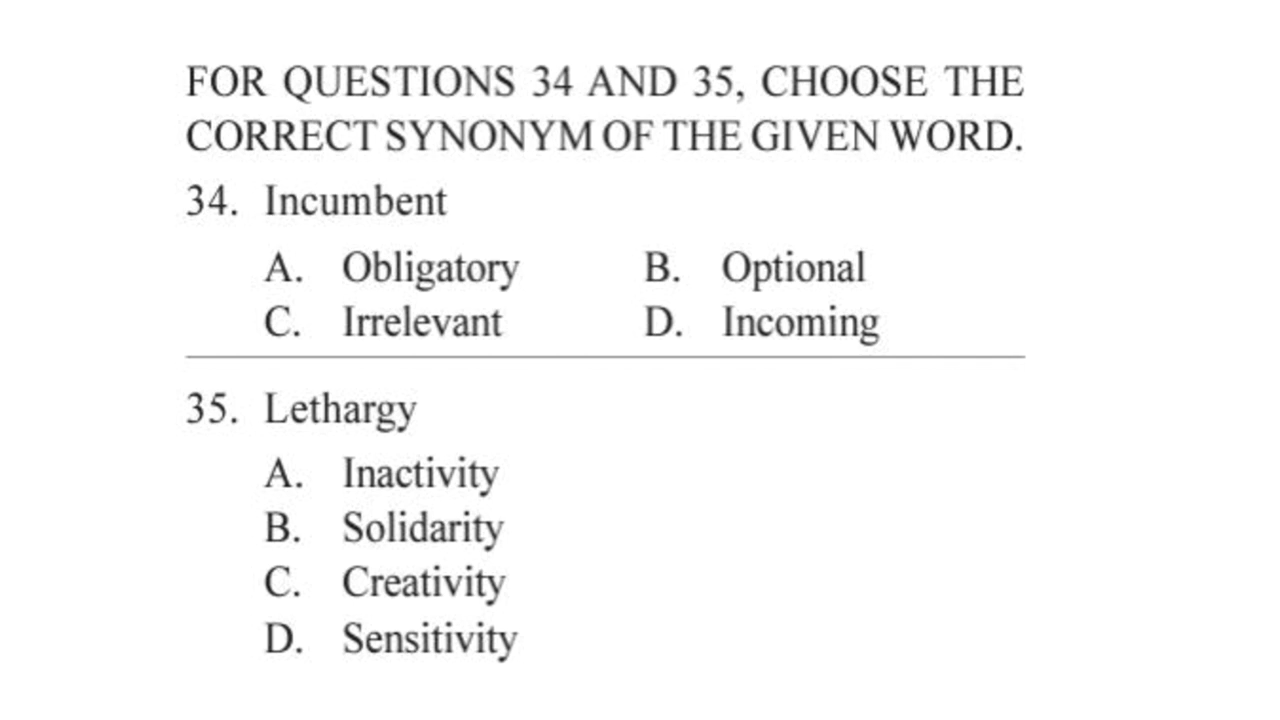 FOR QUESTIONS 34 AND 35, CHOOSE THE
CORRECT SYNONYM OF THE GIVEN WORD.
34. Incumbent
A. Obligatory B. Optional
C. Irrelevant D. Incoming
35. Lethargy
A. Inactivity
B. Solidarity
C. Creativity
D. Sensitivity